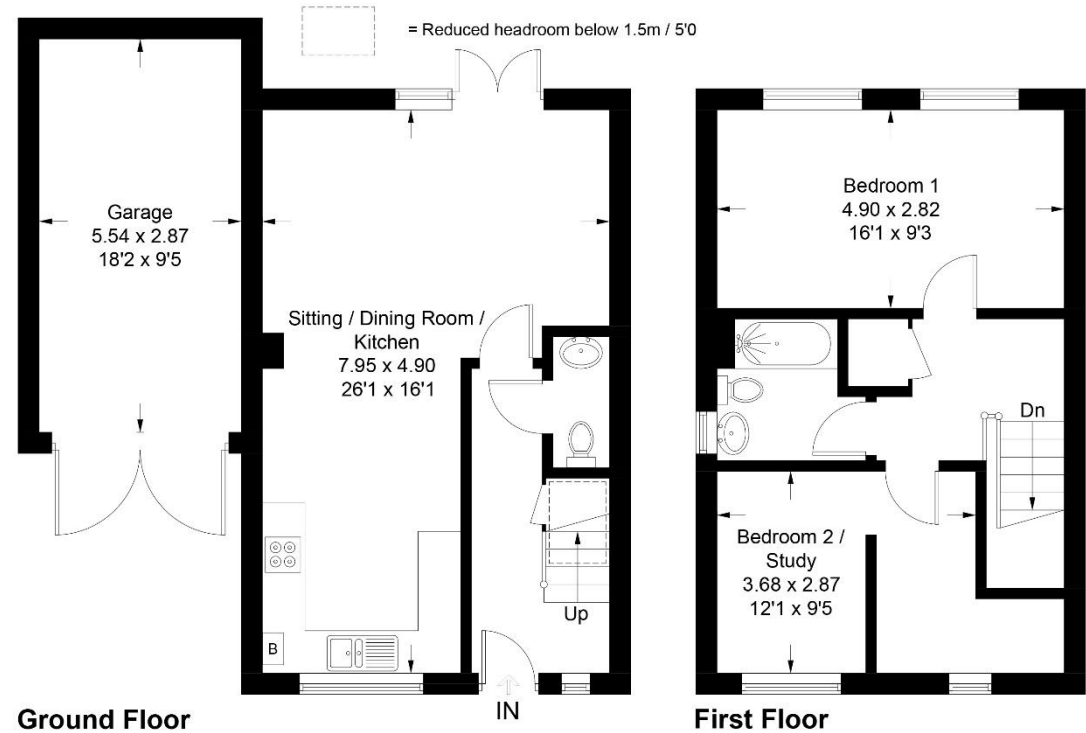 = Reduced headroom below 1.5m / 5'0
Garage
5.54 x 2.87
18'2 x 9'5
Sitting / Dining Room /
Kitchen
7.95 x 4.90
26'1 x 16'1
B
Up
IN
Ground Floor
Bedroom 1
4.90 x 2.82
16'1 x 9'3
Dn
Bedroom 2 /
Study
3.68 x 2.87
12'1 x 9'5
First Floor